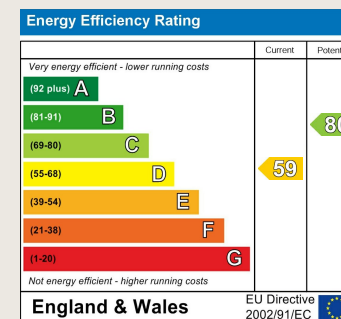 Energy Efficiency Rating
Current
Very energy efficient - lower running costs
(92 plus) A
(81-91) B
(69-80) C
(55-68) D
59
(39-54) E
(21-38) F
(1-20) G
Not energy efficient - higher running costs
England & Wales
EU Directive
2002/91/EC